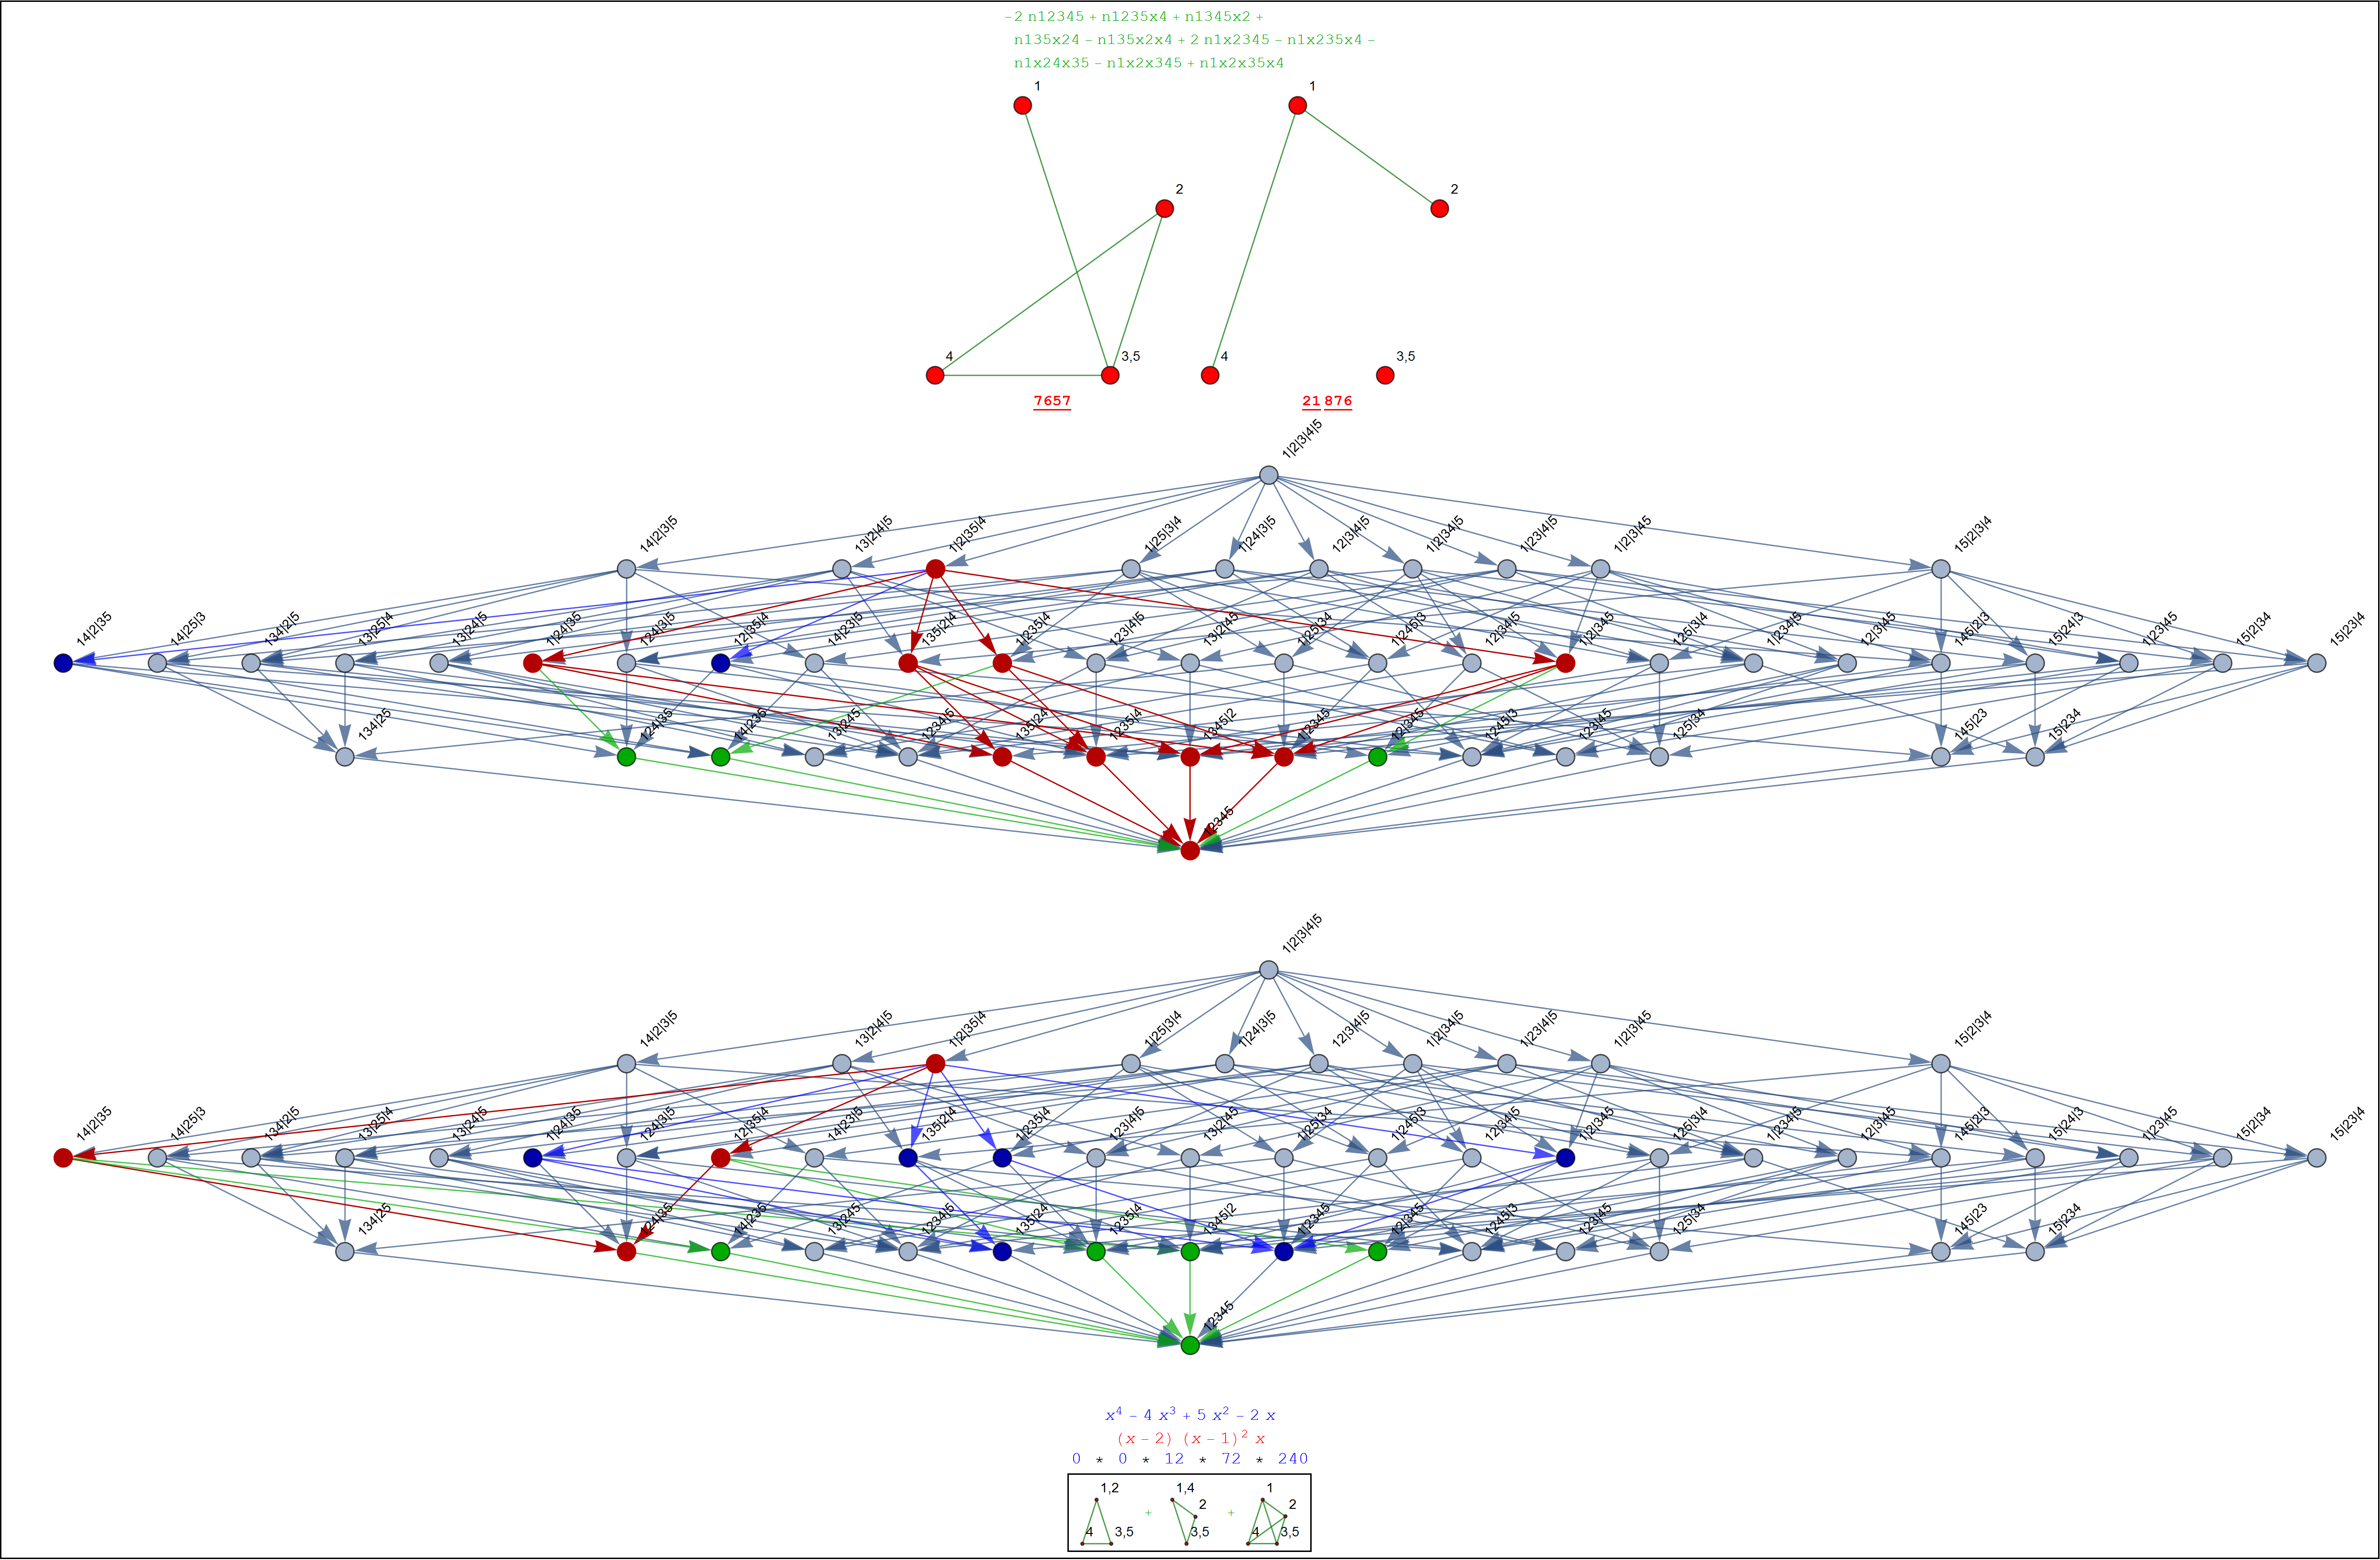 -2 n12345 + n1235x4 + n1345x2 +
n135x24 - n135x2x4 + 2 n1x2345 - n1x235x4 -
n1x24x35 - n1x2x345 + n1x2x35x4
1 1
2 2
4 3,5 4 3,5
7657 21876
1|2|3|4|5
14|2|3|5 13|2|4|5 1|2|35|4 1|25|3|4 1|24|3|5 12|3|4|5 1|2|34|5 1|23|4|5 1|2|3|45 15|2|3|4
14|2|35 14|25|3 134|2|5 13|25|4 13|24|5 1|24|35 124|3|5 12|35|4 14|23|5 135|2|4 1|235|4 123|4|5 13|2|45 1|25|34 1|245|3 12|34|5 1|2|345 125|3|4 1|234|5 12|3|45 145|2|3 15|24|3 1|23|45 15|2|34 15|23|4
134|25 124|35 14|235 13|245 1234|5 135|24 1235|4 1345|2 1|2345 12|345 1245|3 123|45 125|34 145|23 15|234
12345
1|2|3|4|5
14|2|3|5 13|2|4|5 1|2|35|4 1|25|3|4 1|24|3|5 12|3|4|5 1|2|34|5 1|23|4|5 1|2|3|45 15|2|3|4
14|2|35 14|25|3 134|2|5 13|25|4 13|24|5 1|24|35 124|3|5 12|35|4 14|23|5 135|2|4 1|235|4 123|4|5 13|2|45 1|25|34 1|245|3 12|34|5 1|2|345 125|3|4 1|234|5 12|3|45 145|2|3 15|24|3 1|23|45 15|2|34 15|23|4
134|25 124|35 14|235 13|245 1234|5 135|24 1235|4 1345|2 1|2345 12|345 1245|3 123|45 125|34 145|23 15|234
12345
x⁴ - 4 x³ + 5 x² - 2 x
(x - 2) (x - 1)² x
0 * 0 * 12 * 72 * 240
1,2 1,4 1
+ 2 + 2
4 3,5 3,5 4 3,5